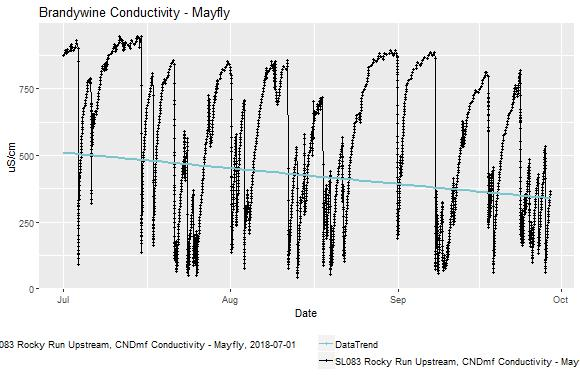 Brandywine Conductivity - Mayfly
uS/cm
750
500
250
0
Jul
Aug
Sep
Oct
Date
083 Rocky Run Upstream, CNDmf Conductivity - Mayfly, 2018-07-01
DataTrend
SL083 Rocky Run Upstream, CNDmf Conductivity - May